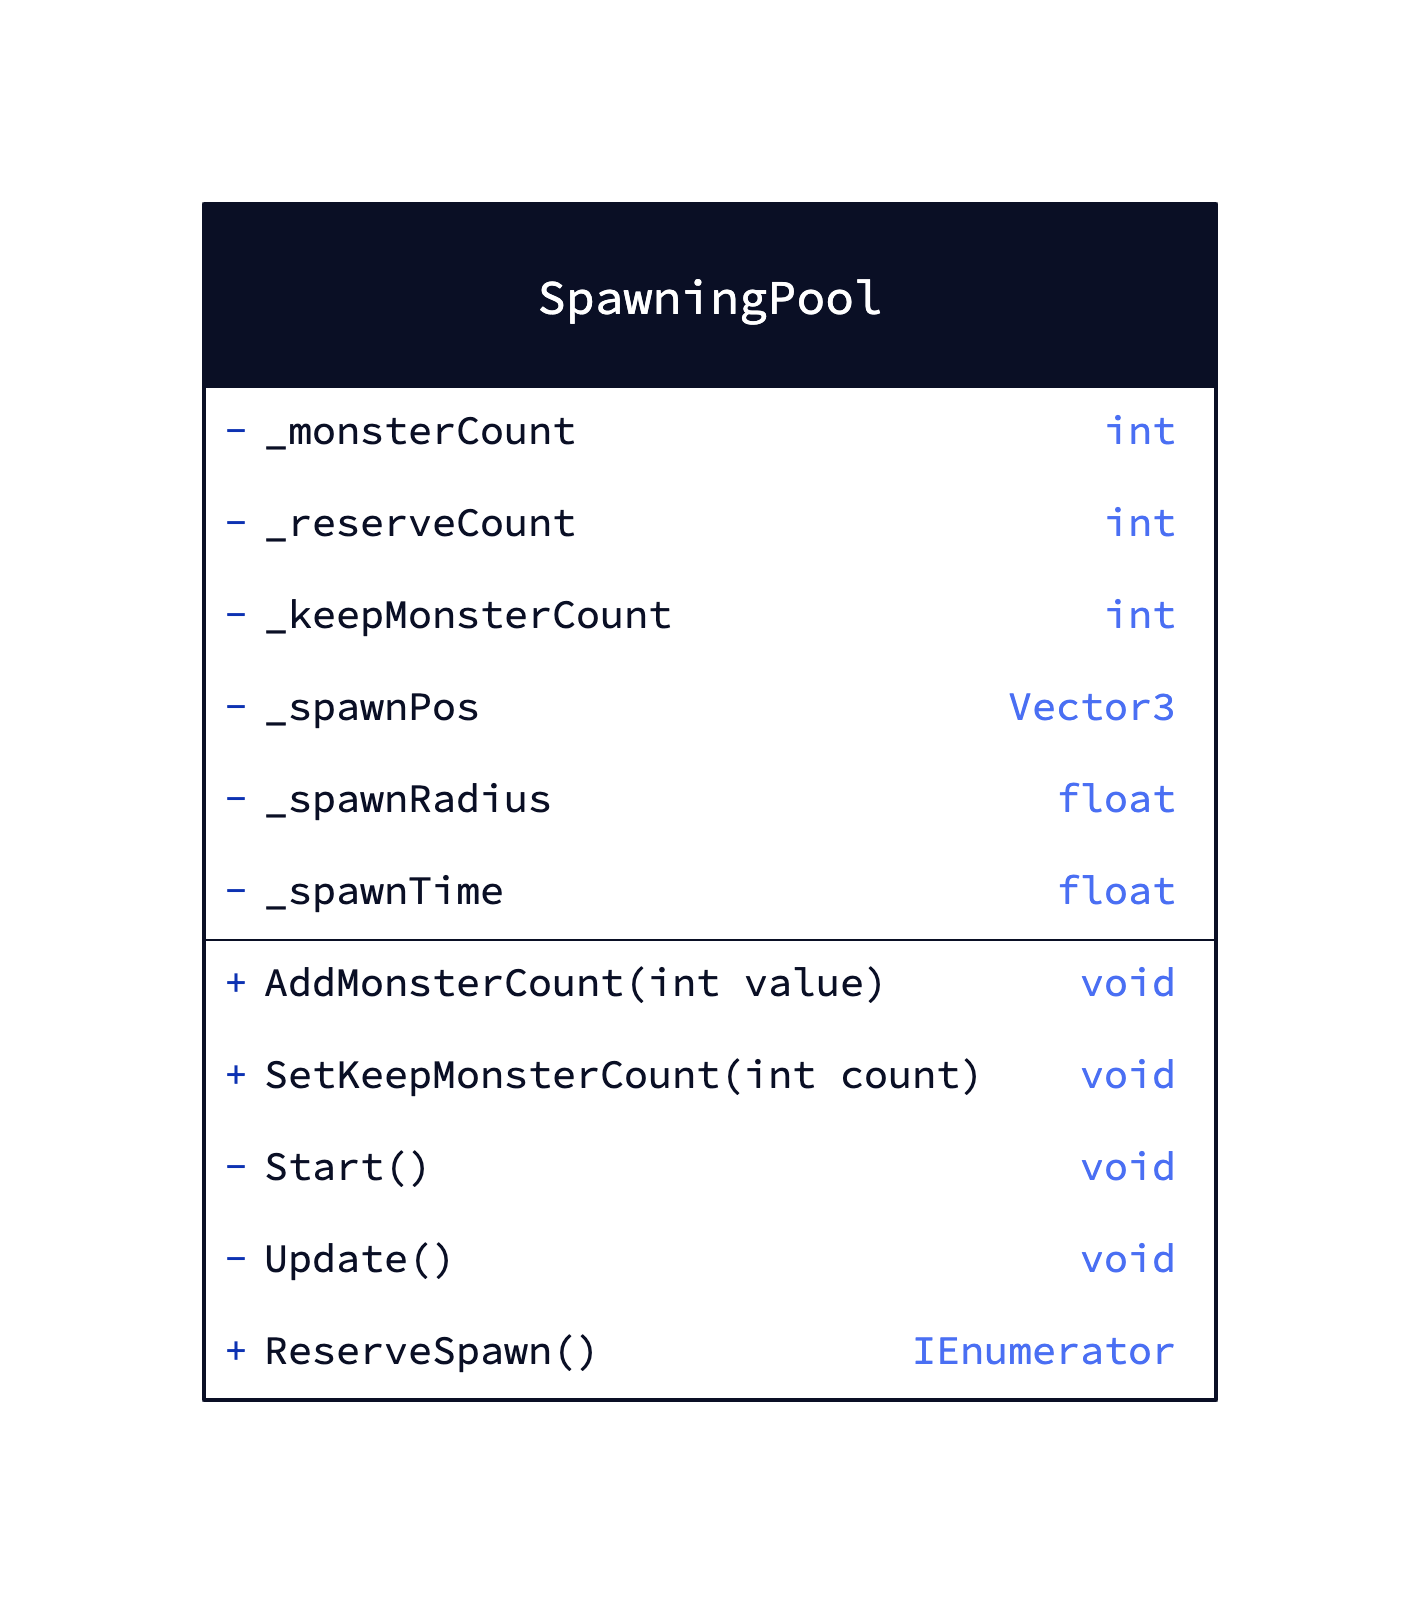 SpawningPool
- _monsterCount int
- _reserveCount int
- _keepMonsterCount int
- _spawnPos Vector3
- _spawnRadius float
- _spawnTime float
+ AddMonsterCount(int value) void
+ SetKeepMonsterCount(int count) void
- Start() void
- Update() void
+ ReserveSpawn() IEnumerator